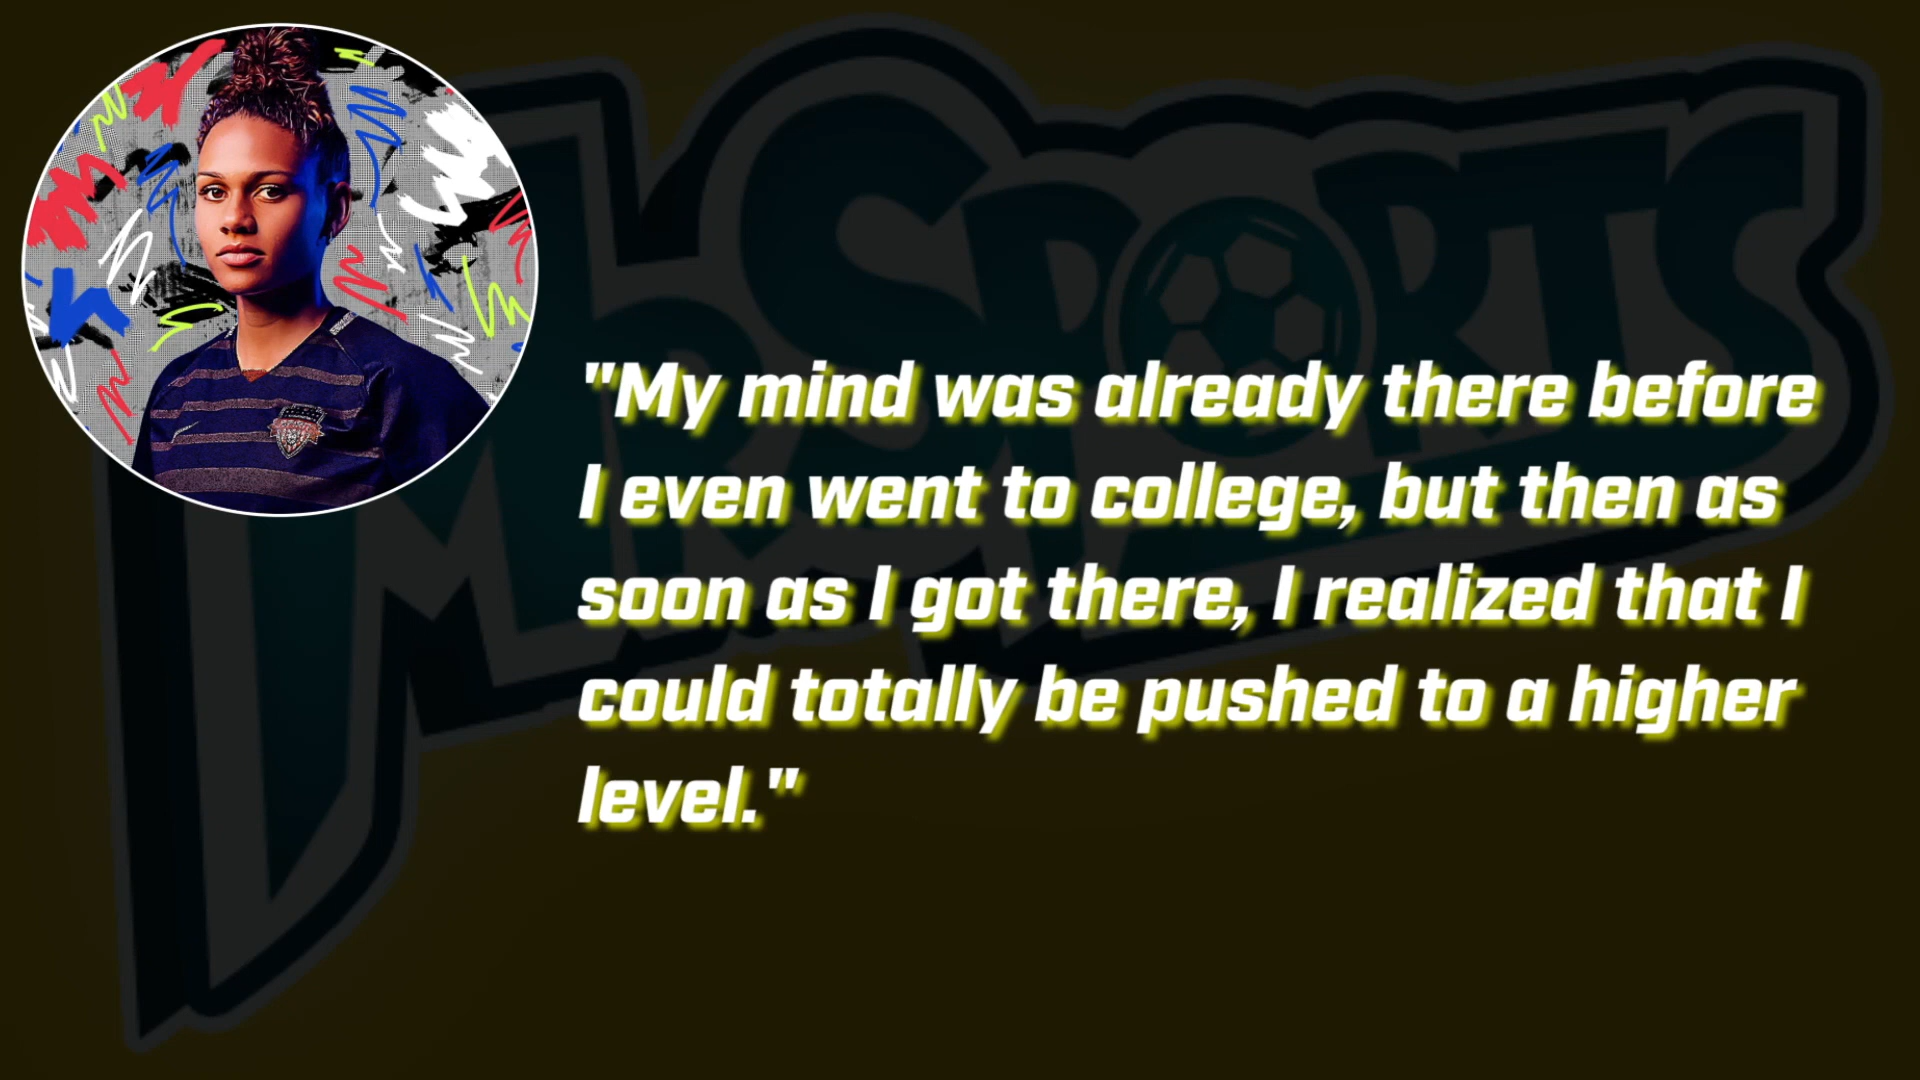 MrSports
"My mind was already there before
I even went to college, but then as
soon as I got there, I realized that I
could totally be pushed to a higher
level."